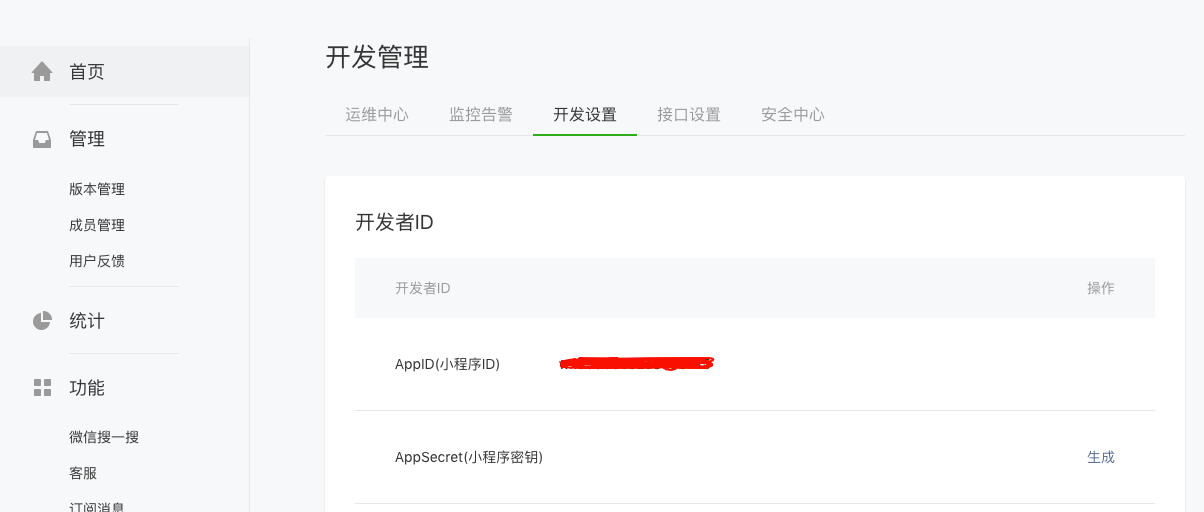 首页
管理
版本管理
成员管理
用户反馈
统计
功能
微信搜一搜
客服
订阅消息
开发管理
运维中心 监控告警 开发设置 接口设置 安全中心
开发者ID
开发者ID 操作
AppID(小程序ID)
AppSecret(小程序密钥) 生成